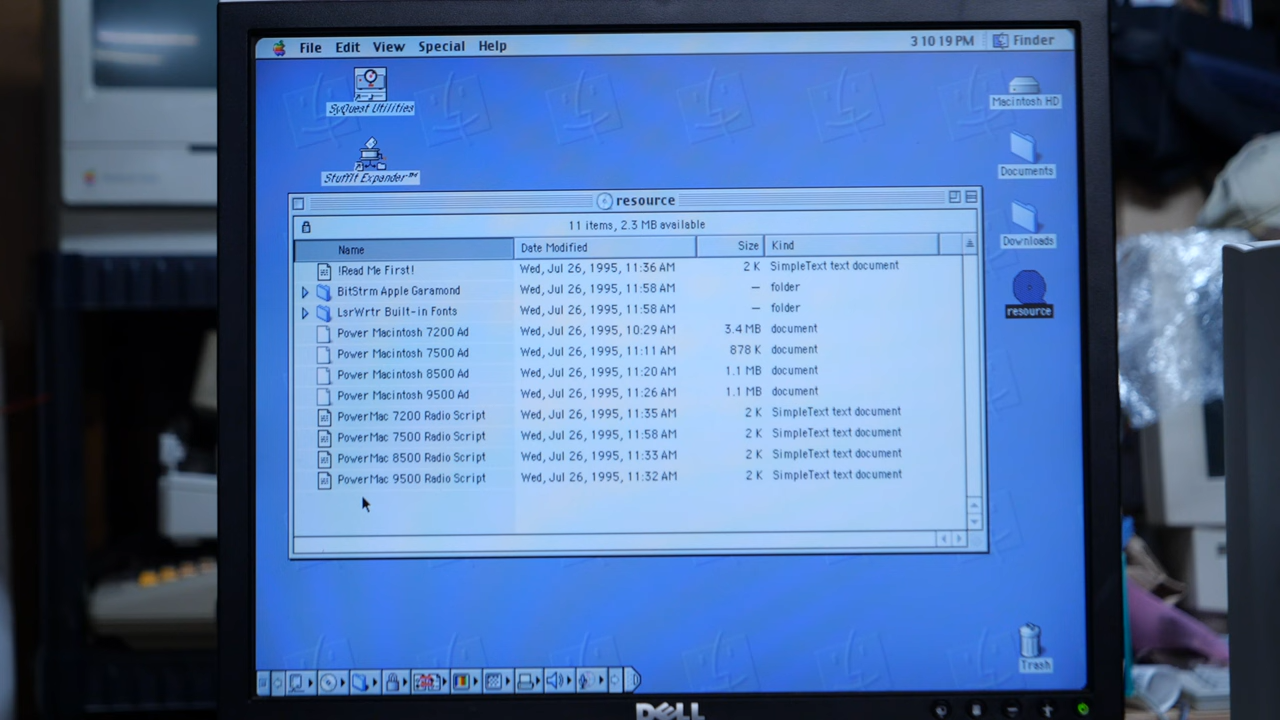 File Edit View Special Help 3 10 19 PM Finder
SyQuest Utilities
Macintosh HD
StuffIt Expander™
Documents
resource
11 items, 2.3 MB available
Downloads
Name Date Modified Size Kind
!Read Me First! Wed, Jul 26, 1995, 11:36 AM 2 K SimpleText text document
BitStrm Apple Garamond Wed, Jul 26, 1995, 11:58 AM — folder
LsrWrtr Built-in Fonts Wed, Jul 26, 1995, 11:58 AM — folder
resource
Power Macintosh 7200 Ad Wed, Jul 26, 1995, 10:29 AM 3.4 MB document
Power Macintosh 7500 Ad Wed, Jul 26, 1995, 11:11 AM 878 K document
Power Macintosh 8500 Ad Wed, Jul 26, 1995, 11:20 AM 1.1 MB document
Power Macintosh 9500 Ad Wed, Jul 26, 1995, 11:26 AM 1.1 MB document
PowerMac 7200 Radio Script Wed, Jul 26, 1995, 11:35 AM 2 K SimpleText text document
PowerMac 7500 Radio Script Wed, Jul 26, 1995, 11:58 AM 2 K SimpleText text document
PowerMac 8500 Radio Script Wed, Jul 26, 1995, 11:33 AM 2 K SimpleText text document
PowerMac 9500 Radio Script Wed, Jul 26, 1995, 11:32 AM 2 K SimpleText text document
Trash
DELL